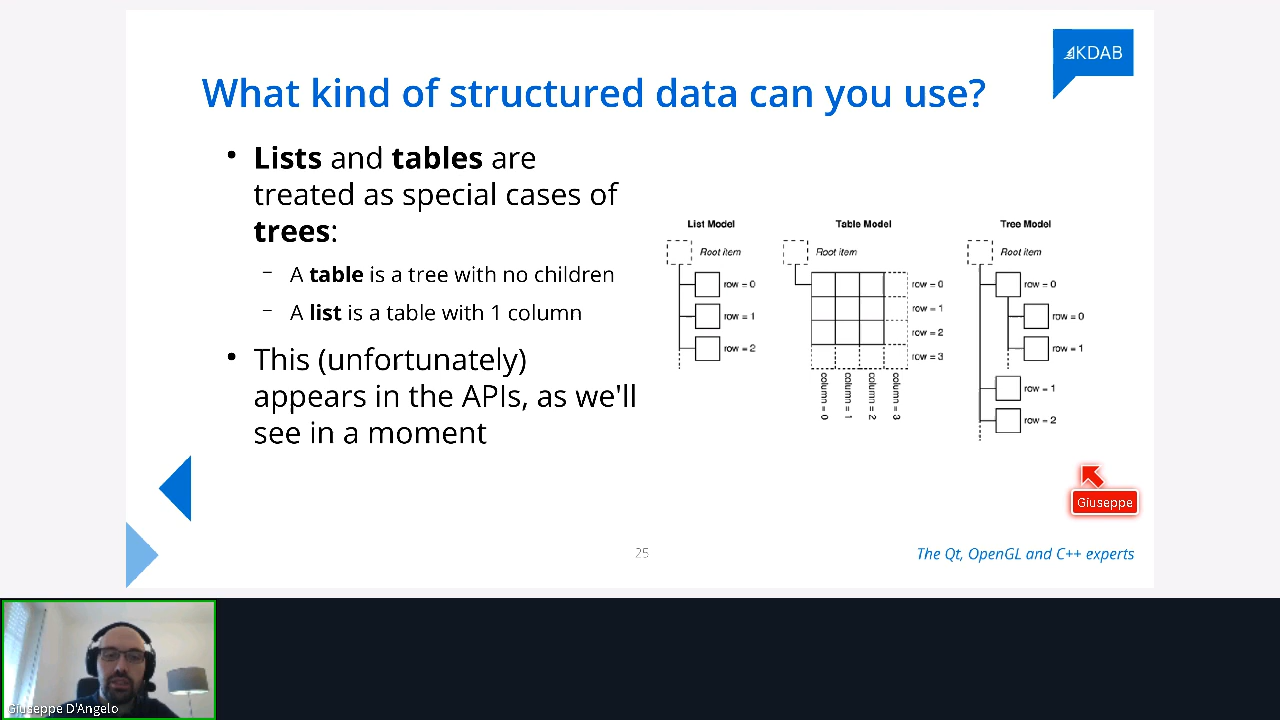 KDAB
What kind of structured data can you use?
• Lists and tables are
treated as special cases of
trees:
– A table is a tree with no children
– A list is a table with 1 column
• This (unfortunately)
appears in the APIs, as we'll
see in a moment
List Model
Root item
row = 0
row = 1
row = 2
Table Model
Root item
row = 0
row = 1
row = 2
row = 3
column = 0
column = 1
column = 2
column = 3
Tree Model
Root item
row = 0
row = 0
row = 1
row = 1
row = 2
Giuseppe
25
The Qt, OpenGL and C++ experts
Giuseppe D'Angelo